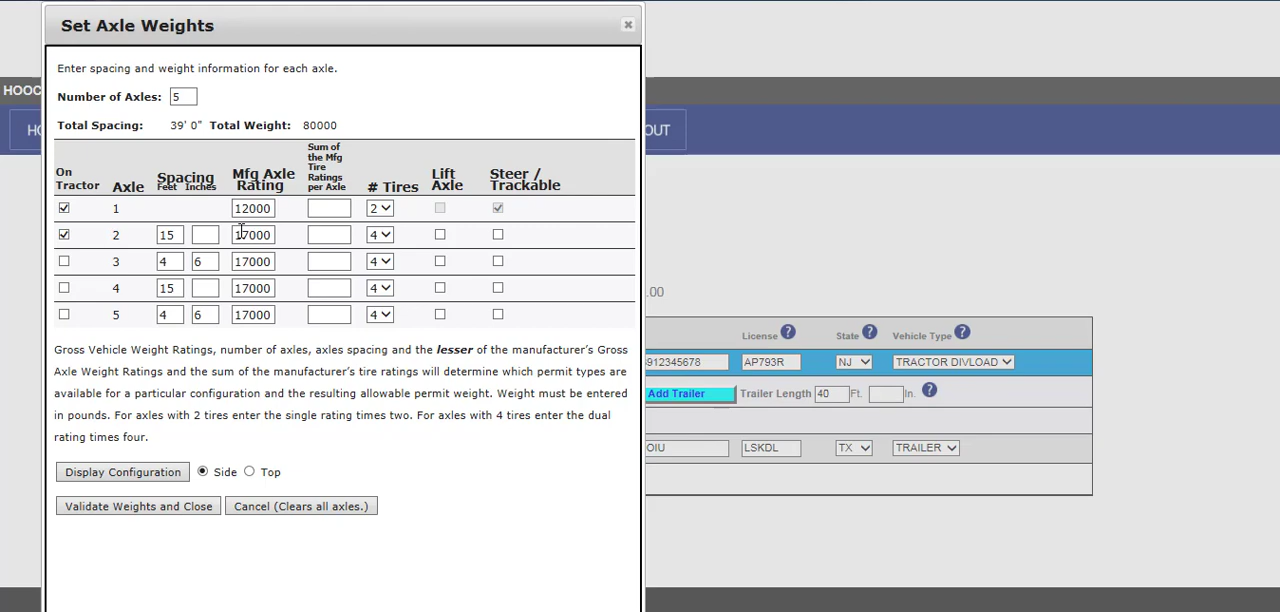 Set Axle Weights
Enter spacing and weight information for each axle.
Number of Axles: 5
Total Spacing: 39' 0" Total Weight: 80000
On Tractor Axle Spacing Feet Inches Mfg Axle Rating Sum of the Mfg Tire Ratings per Axle # Tires Lift Axle Steer / Trackable
1 12000 2
2 15 17000 4
3 4 6 17000 4
4 15 17000 4
5 4 6 17000 4
Gross Vehicle Weight Ratings, number of axles, axles spacing and the lesser of the manufacturer's Gross
Axle Weight Ratings and the sum of the manufacturer's tire ratings will determine which permit types are
available for a particular configuration and the resulting allowable permit weight. Weight must be entered
in pounds. For axles with 2 tires enter the single rating times two. For axles with 4 tires enter the dual
rating times four.
Display Configuration Side Top
Validate Weights and Close Cancel (Clears all axles.)
HOOC
HO
OUT
.00
License ? State ? Vehicle Type ?
912345678 AP793R NJ TRACTOR DIVLOAD
Add Trailer Trailer Length 40 Ft. In. ?
OIU LSKDL TX TRAILER